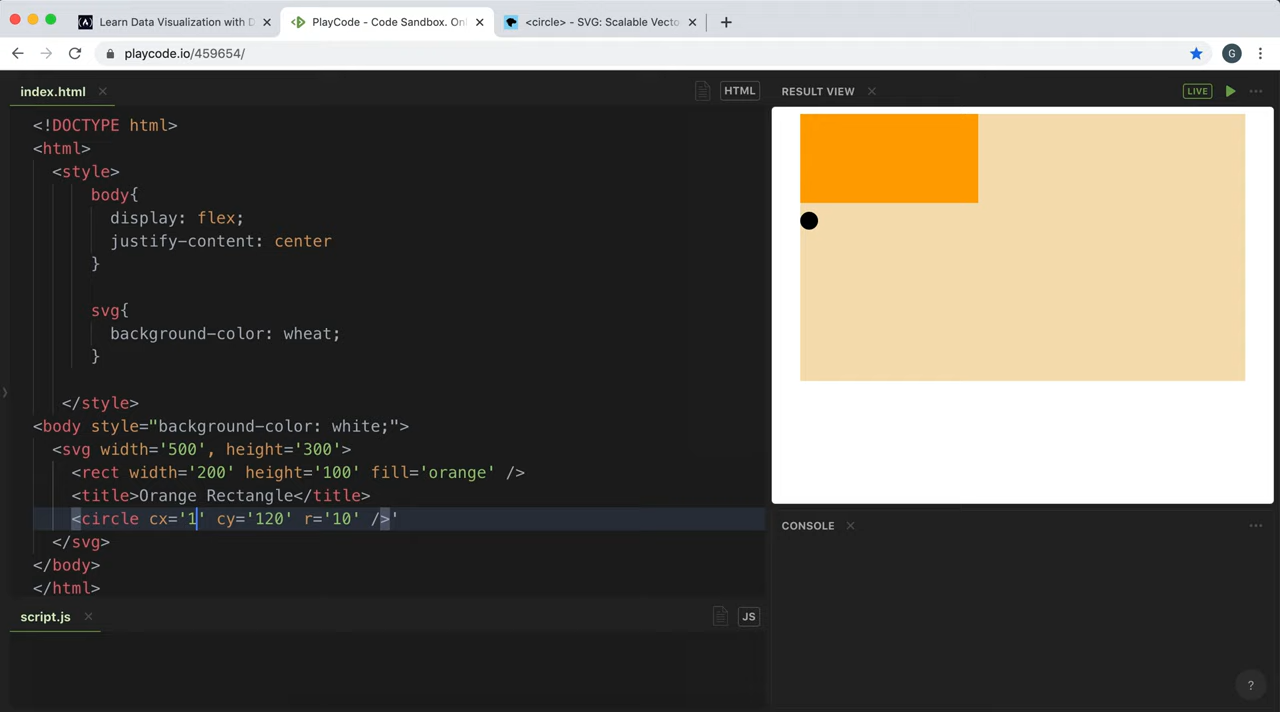 Learn Data Visualization with D
PlayCode - Code Sandbox. Onl
<circle> - SVG: Scalable Vecto
playcode.io/459654/
G
index.html
HTML
RESULT VIEW
LIVE
<!DOCTYPE html>
<html>
<style>
body{
display: flex;
justify-content: center
}
svg{
background-color: wheat;
}
</style>
<body style="background-color: white;">
<svg width='500', height='300'>
<rect width='200' height='100' fill='orange' />
<title>Orange Rectangle</title>
<circle cx='1' cy='120' r='10' />'
</svg>
</body>
</html>
CONSOLE
script.js
JS
?